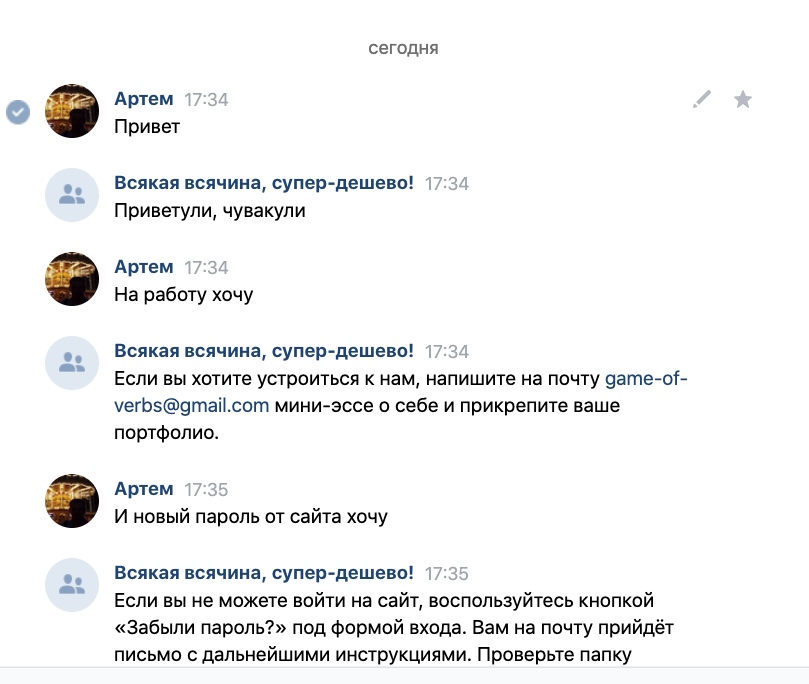 сегодня
Артем 17:34
Привет
Всякая всячина, супер-дешево! 17:34
Приветули, чувакули
Артем 17:34
На работу хочу
Всякая всячина, супер-дешево! 17:34
Если вы хотите устроиться к нам, напишите на почту game-of-
verbs@gmail.com мини-эссе о себе и прикрепите ваше
портфолио.
Артем 17:35
И новый пароль от сайта хочу
Всякая всячина, супер-дешево! 17:35
Если вы не можете войти на сайт, воспользуйтесь кнопкой
«Забыли пароль?» под формой входа. Вам на почту прийдёт
письмо с дальнейшими инструкциями. Проверьте папку